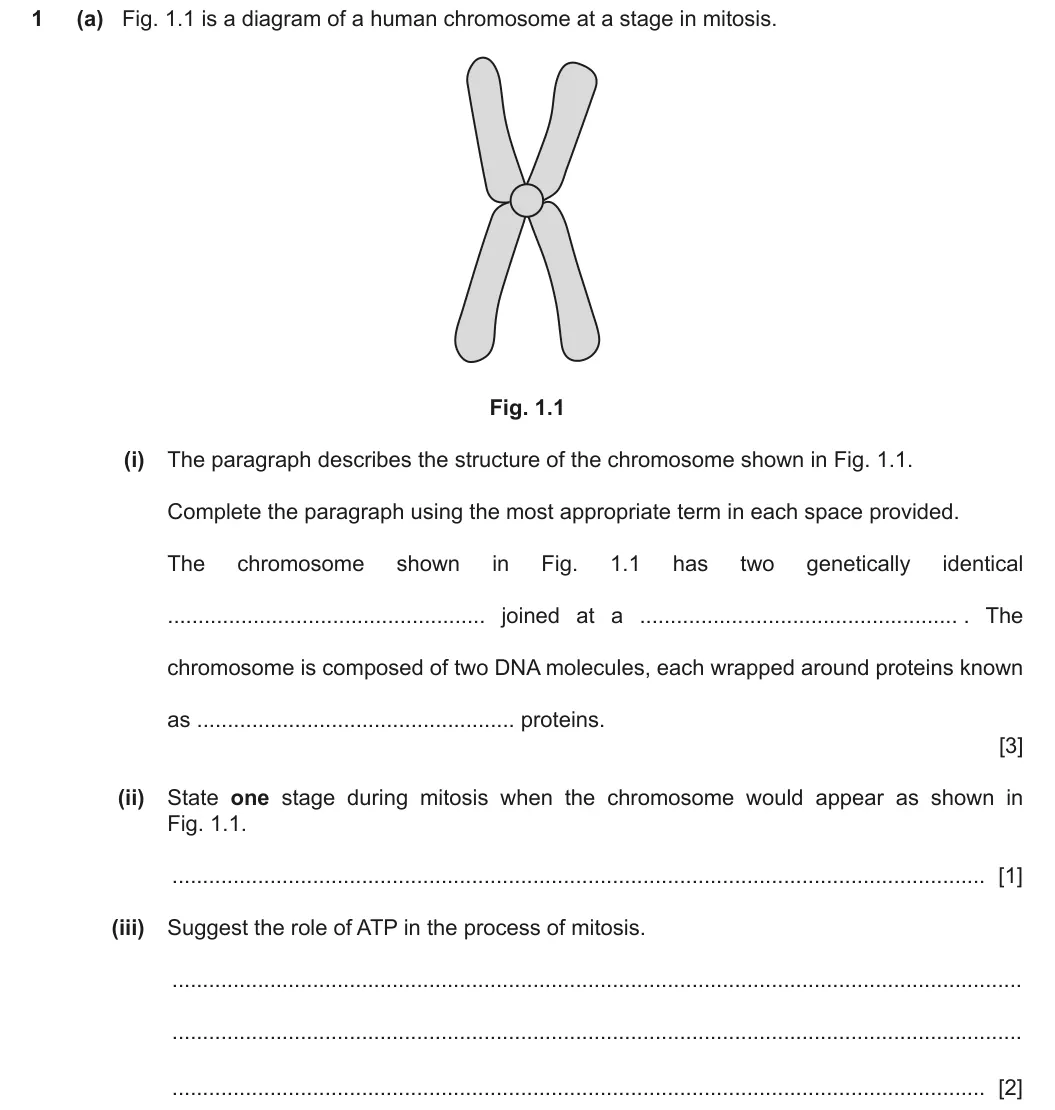 1 (a) Fig. 1.1 is a diagram of a human chromosome at a stage in mitosis.
Fig. 1.1
(i) The paragraph describes the structure of the chromosome shown in Fig. 1.1.
Complete the paragraph using the most appropriate term in each space provided.
The chromosome shown in Fig. 1.1 has two genetically identical
.................................................... joined at a .................................................... . The
chromosome is composed of two DNA molecules, each wrapped around proteins known
as .................................................... proteins.
[3]
(ii) State one stage during mitosis when the chromosome would appear as shown in
Fig. 1.1.
...................................................................................................................................... [1]
(iii) Suggest the role of ATP in the process of mitosis.
............................................................................................................................................
............................................................................................................................................
...................................................................................................................................... [2]